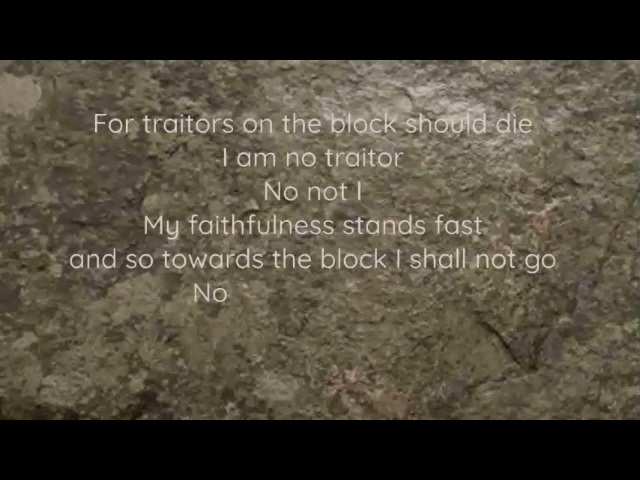 For traitors on the block should die
I am no traitor
No not I
My faithfulness stands fast
and so towards the block I shall not go
No